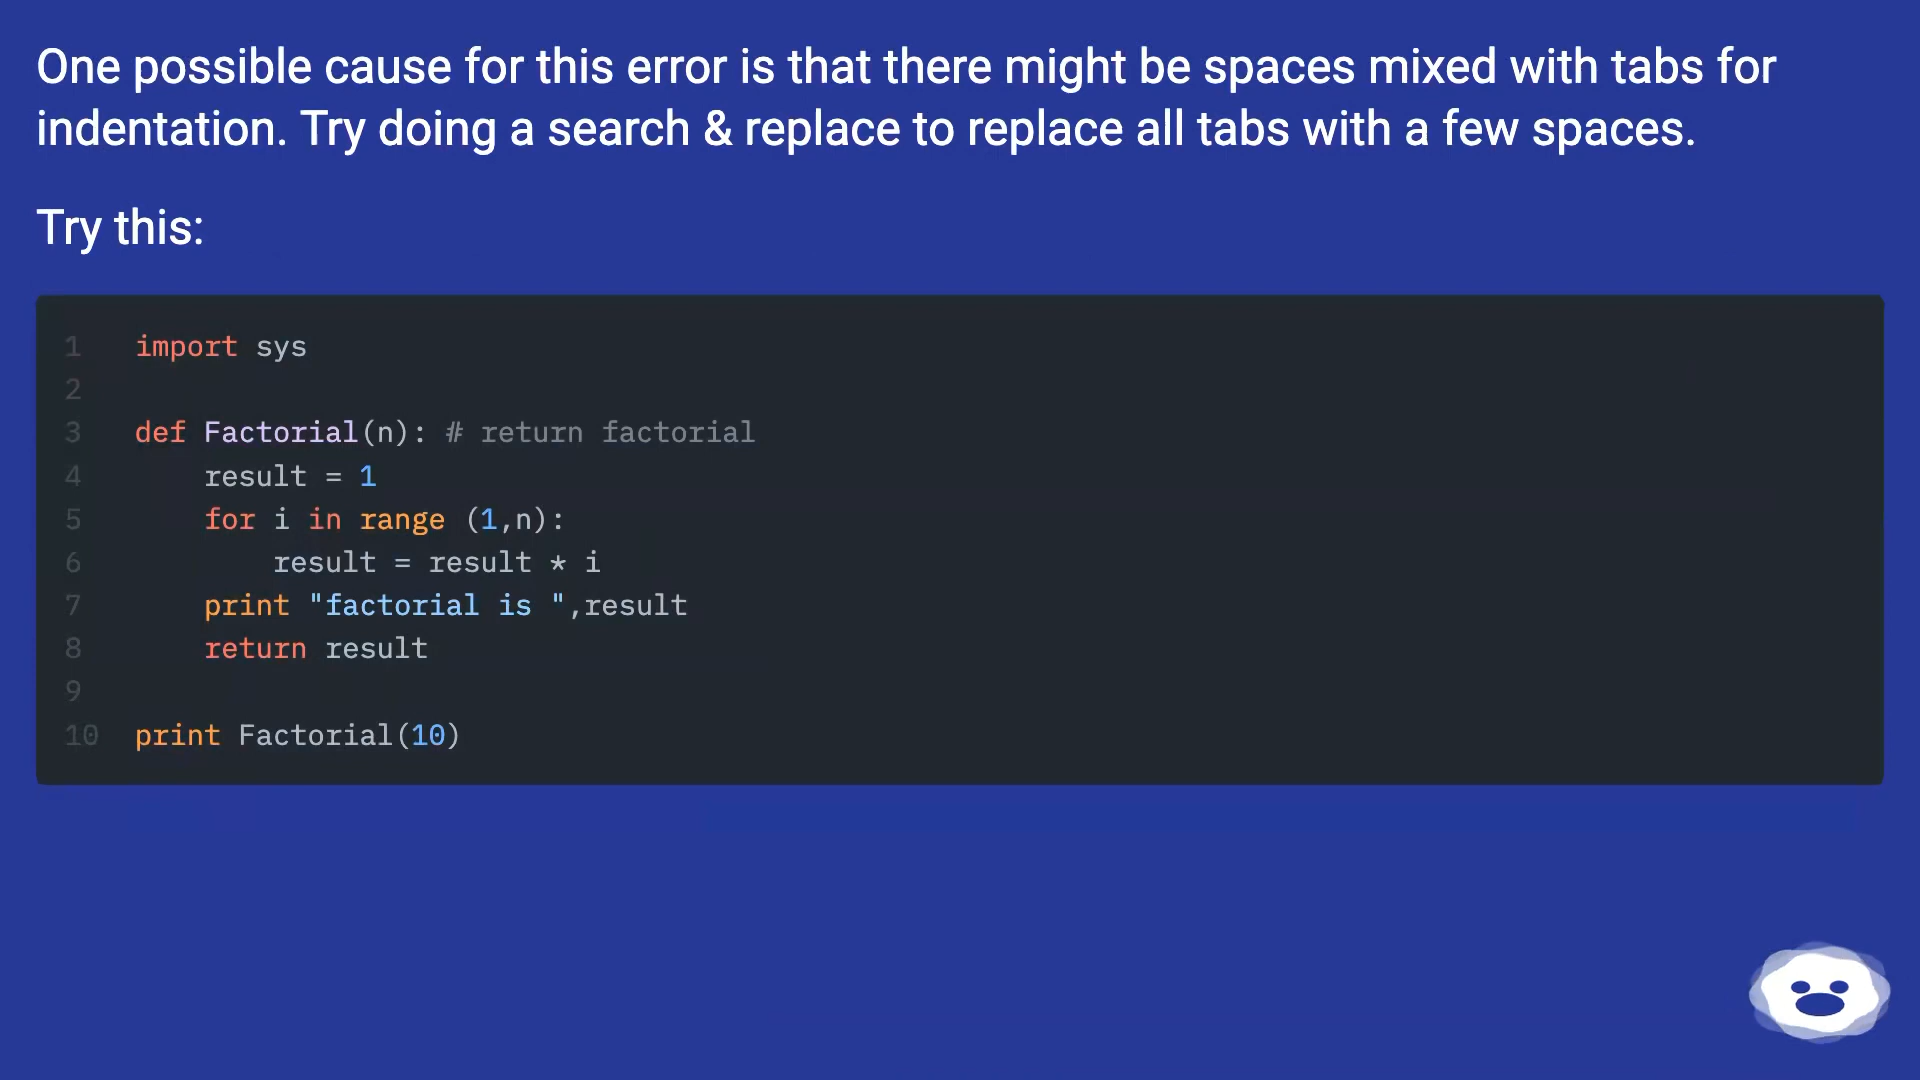 One possible cause for this error is that there might be spaces mixed with tabs for
indentation. Try doing a search & replace to replace all tabs with a few spaces.
Try this:
1 import sys
2
3 def Factorial(n): # return factorial
4     result = 1
5     for i in range (1,n):
6         result = result * i
7     print "factorial is ",result
8     return result
9
10 print Factorial(10)